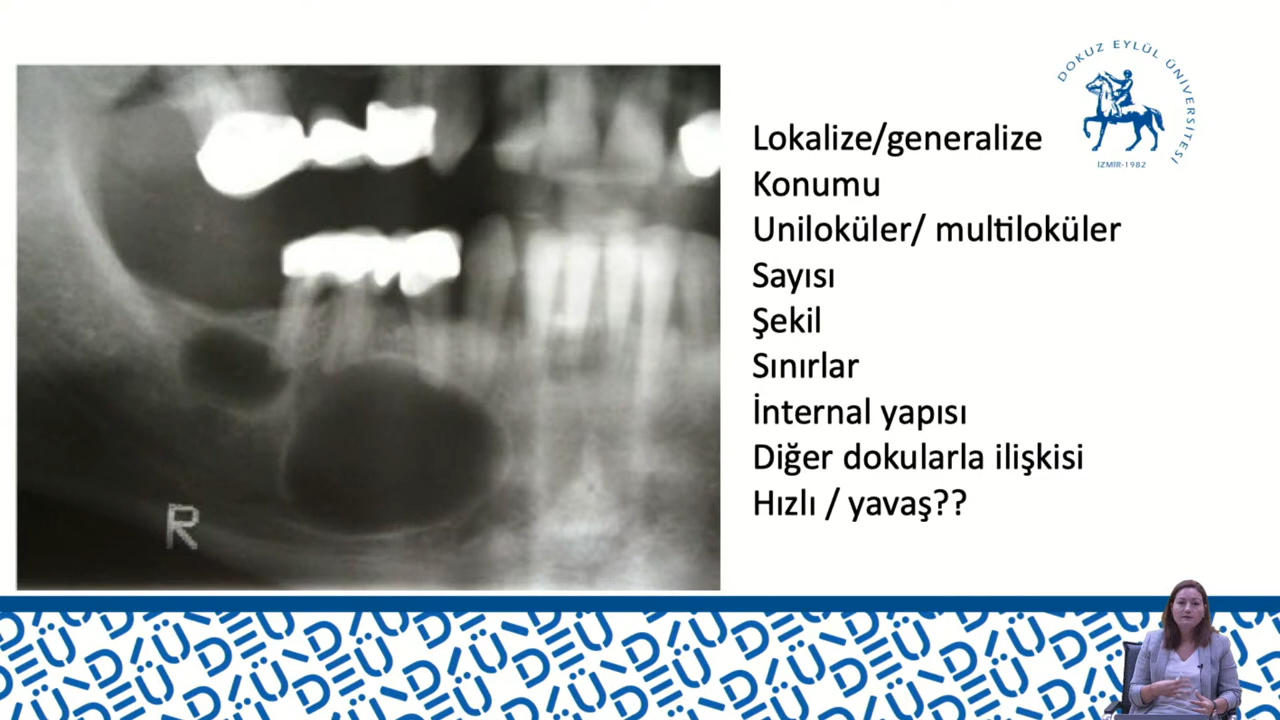 DOKUZ EYLÜL ÜNİVERSİTESİ
İZMİR-1982
Lokalize/generalize
Konumu
Uniloküler/ multiloküler
Sayısı
Şekil
Sınırlar
İnternal yapısı
Diğer dokularla ilişkisi
Hızlı / yavaş??
R